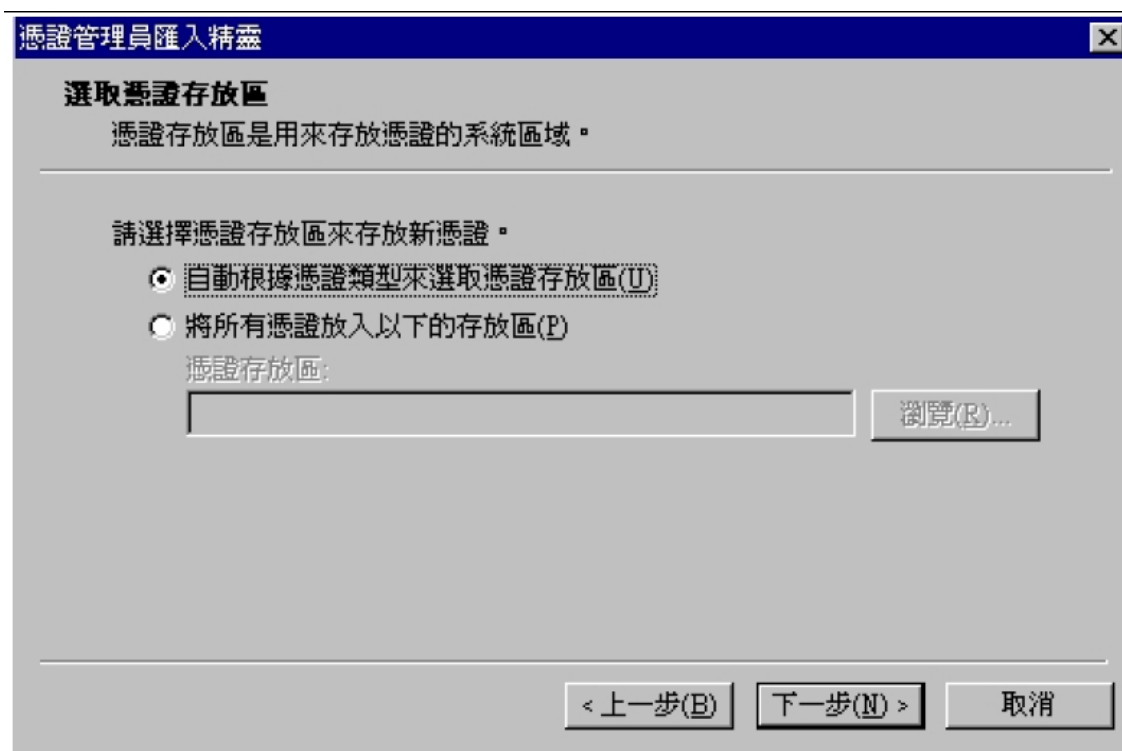 憑證管理員匯入精靈
選取憑證存放區
憑證存放區是用來存放憑證的系統區域。
請選擇憑證存放區來存放新憑證。
自動根據憑證類型來選取憑證存放區(U)
將所有憑證放入以下的存放區(P)
憑證存放區:
瀏覽(R)...
< 上一步(B)
下一步(N) >
取消